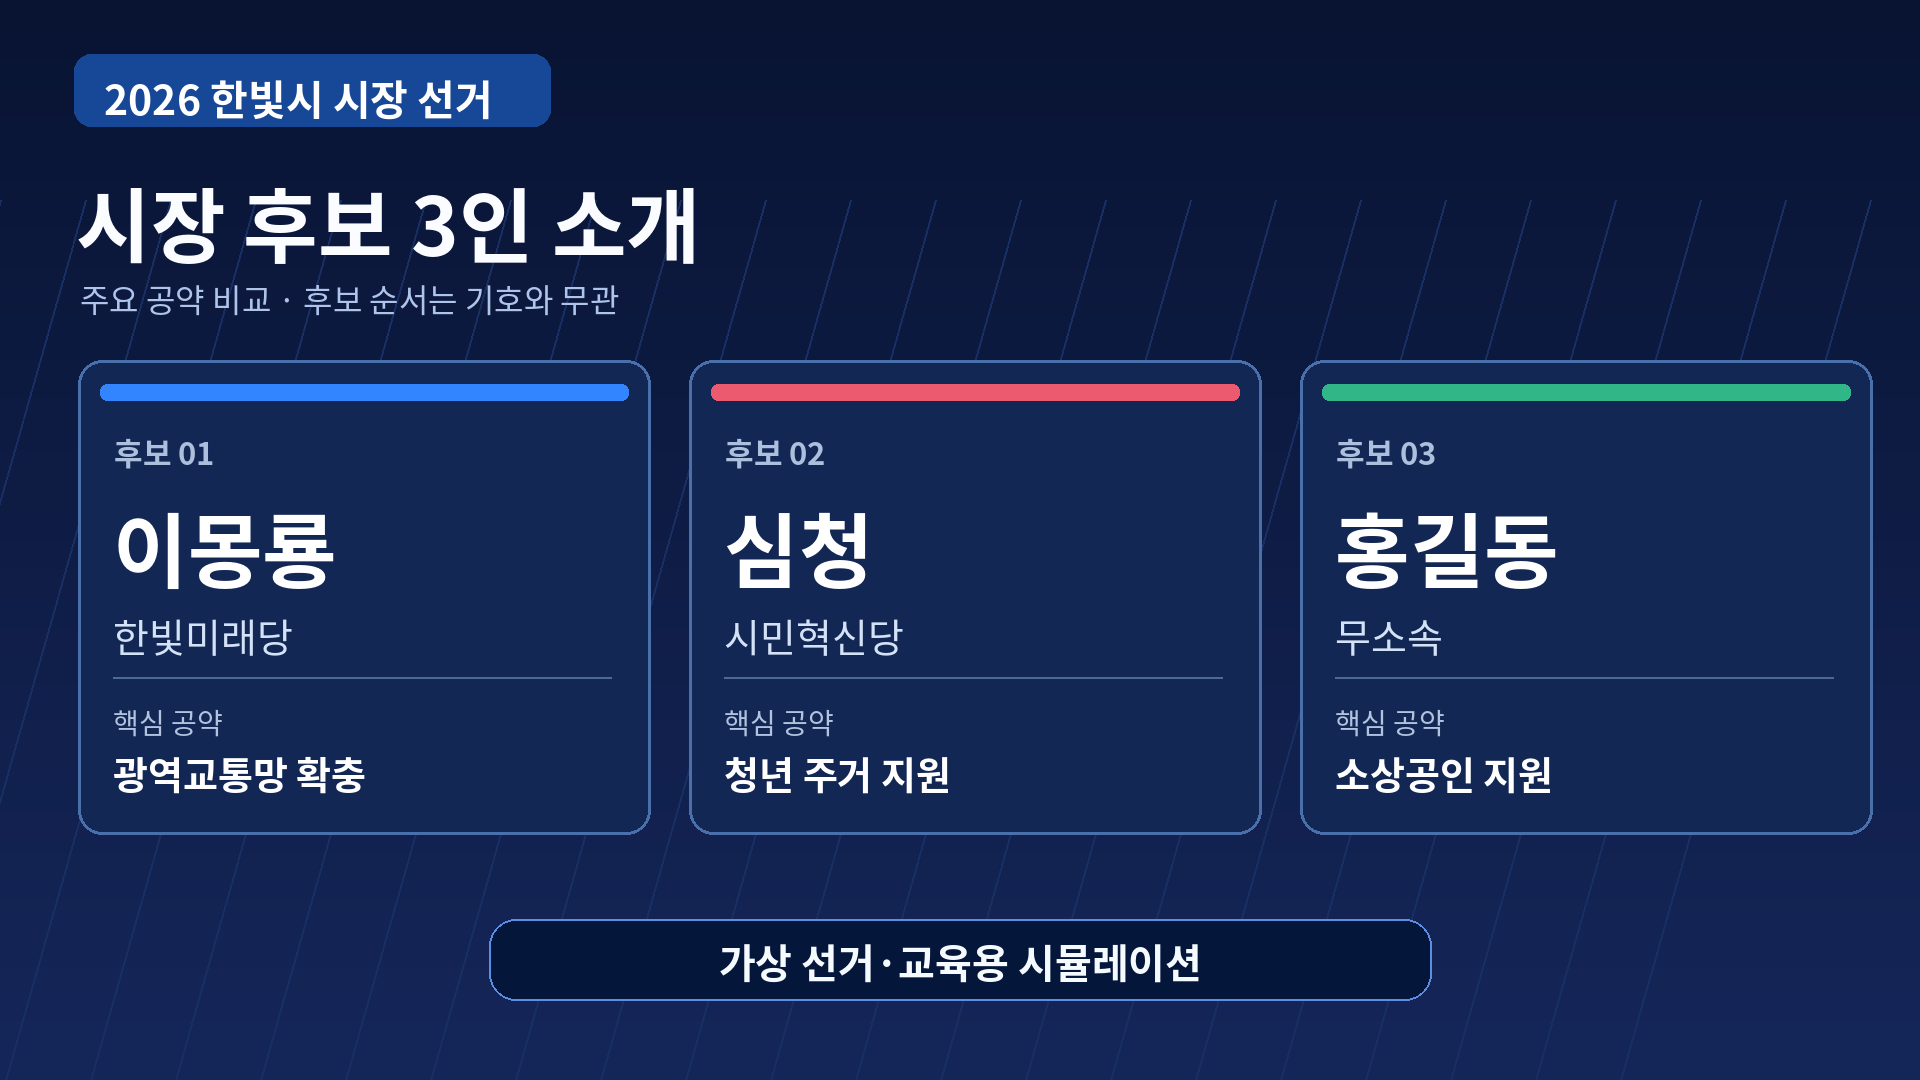 2026 한빛시 시장 선거
시장 후보 3인 소개
주요 공약 비교 · 후보 순서는 기호와 무관
후보 01
이몽룡
한빛미래당
핵심 공약
광역교통망 확충
후보 02
심청
시민혁신당
핵심 공약
청년 주거 지원
후보 03
홍길동
무소속
핵심 공약
소상공인 지원
가상 선거·교육용 시뮬레이션